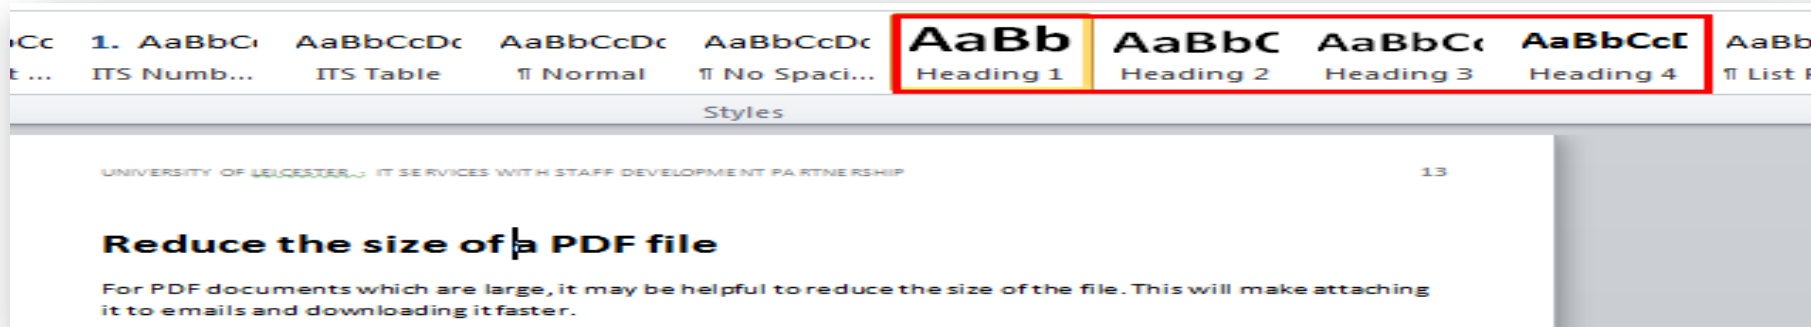 Cc 1. AaBbC AaBbCcDc AaBbCcDc AaBbCcDc AaBb AaBbC AaBbC AaBbCcD AaBb
t ... ITS Numb... ITS Table ¶ Normal ¶ No Spaci... Heading 1 Heading 2 Heading 3 Heading 4 ¶ List
Styles
UNIVERSITY OF LEICESTER - IT SERVICES WITH STAFF DEVELOPMENT PARTNERSHIP 13
Reduce the size of a PDF file
For PDF documents which are large, it may be helpful to reduce the size of the file. This will make attaching
it to emails and downloading it faster.